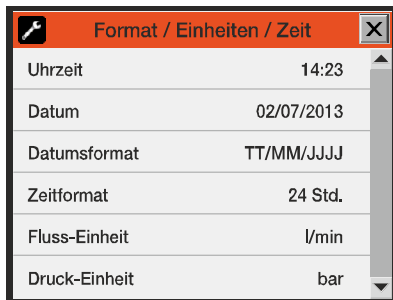 Format / Einheiten / Zeit
Uhrzeit 14:23
Datum 02/07/2013
Datumsformat TT/MM/JJJJ
Zeitformat 24 Std.
Fluss-Einheit l/min
Druck-Einheit bar